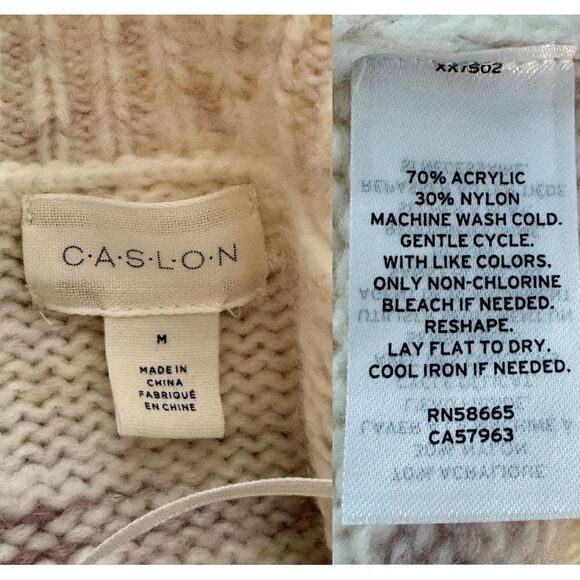 C·A·S·L·O·N
M
MADE IN
CHINA
FABRIQUÉ
EN CHINE
XX7S02
70% ACRYLIC
30% NYLON
MACHINE WASH COLD.
GENTLE CYCLE.
WITH LIKE COLORS.
ONLY NON-CHLORINE
BLEACH IF NEEDED.
RESHAPE.
LAY FLAT TO DRY.
COOL IRON IF NEEDED.
RN58665
CA57963